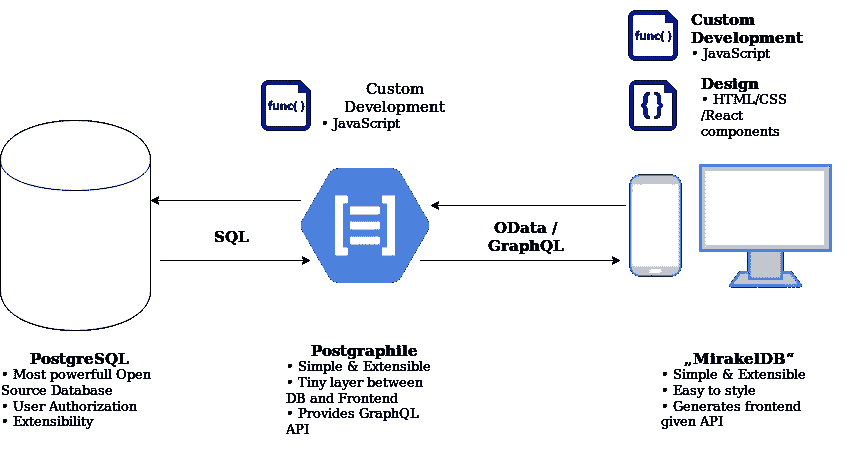 Custom
Development
• JavaScript
Design
• HTML/CSS
/React
components
func( )
{}
func( )
Custom
Development
• JavaScript
SQL
OData /
GraphQL
PostgreSQL
• Most powerfull Open
Source Database
• User Authorization
• Extensibility
Postgraphile
• Simple & Extensible
• Tiny layer between
DB and Frontend
• Provides GraphQL
API
„MirakelDB“
• Simple & Extensible
• Easy to style
• Generates frontend
given API